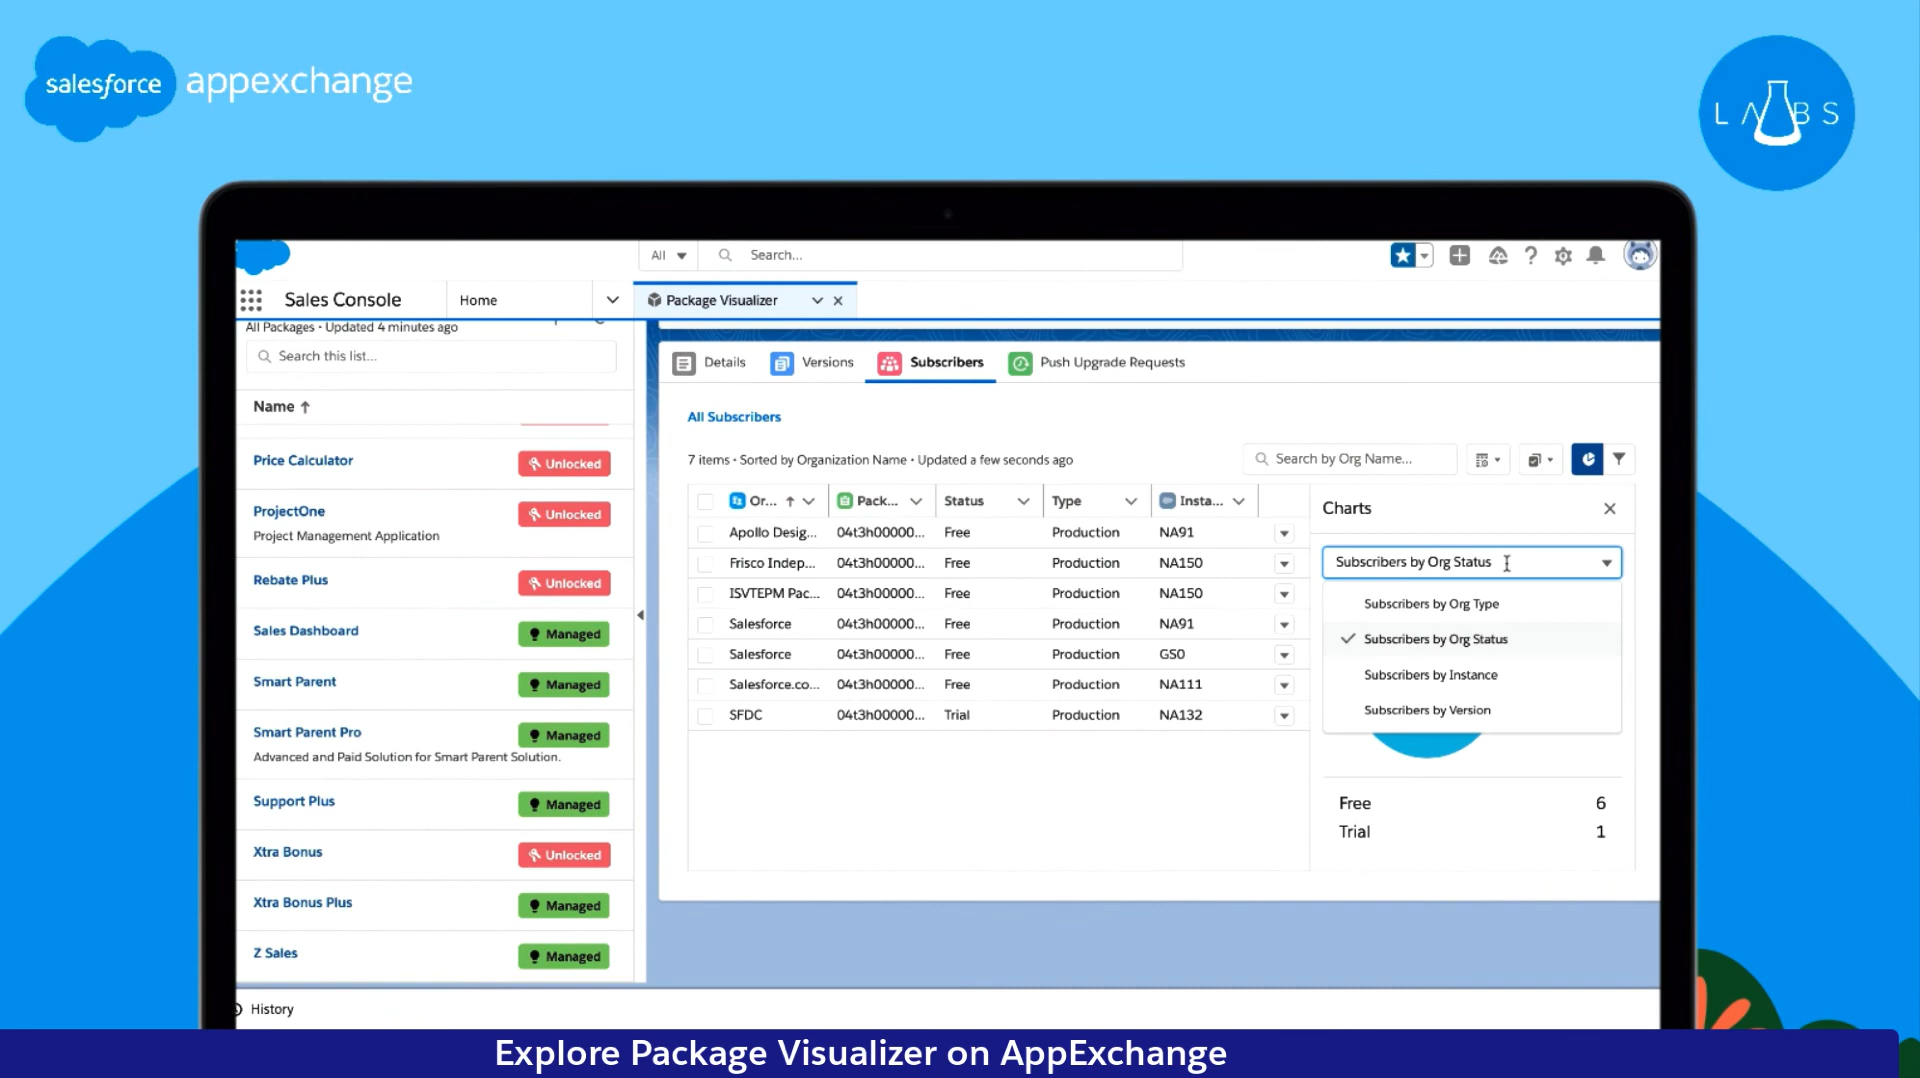 salesforce appexchange
LABS
All
Search...
Sales Console
Home
Package Visualizer
All Packages • Updated 4 minutes ago
Search this list...
Name ↑
Price Calculator
Unlocked
ProjectOne
Unlocked
Project Management Application
Rebate Plus
Unlocked
Sales Dashboard
Managed
Smart Parent
Managed
Smart Parent Pro
Managed
Advanced and Paid Solution for Smart Parent Solution.
Support Plus
Managed
Xtra Bonus
Unlocked
Xtra Bonus Plus
Managed
Z Sales
Managed
History
Details
Versions
Subscribers
Push Upgrade Requests
All Subscribers
7 items • Sorted by Organization Name • Updated a few seconds ago
Search by Org Name...
Or... ↑ Pack... Status Type Insta...
Apollo Desig... 04t3h00000... Free Production NA91
Frisco Indep... 04t3h00000... Free Production NA150
ISVTEPM Pac... 04t3h00000... Free Production NA150
Salesforce 04t3h00000... Free Production NA91
Salesforce 04t3h00000... Free Production GS0
Salesforce.co... 04t3h00000... Free Production NA111
SFDC 04t3h00000... Trial Production NA132
Charts
Subscribers by Org Status
Subscribers by Org Type
Subscribers by Org Status
Subscribers by Instance
Subscribers by Version
Free 6
Trial 1
Explore Package Visualizer on AppExchange